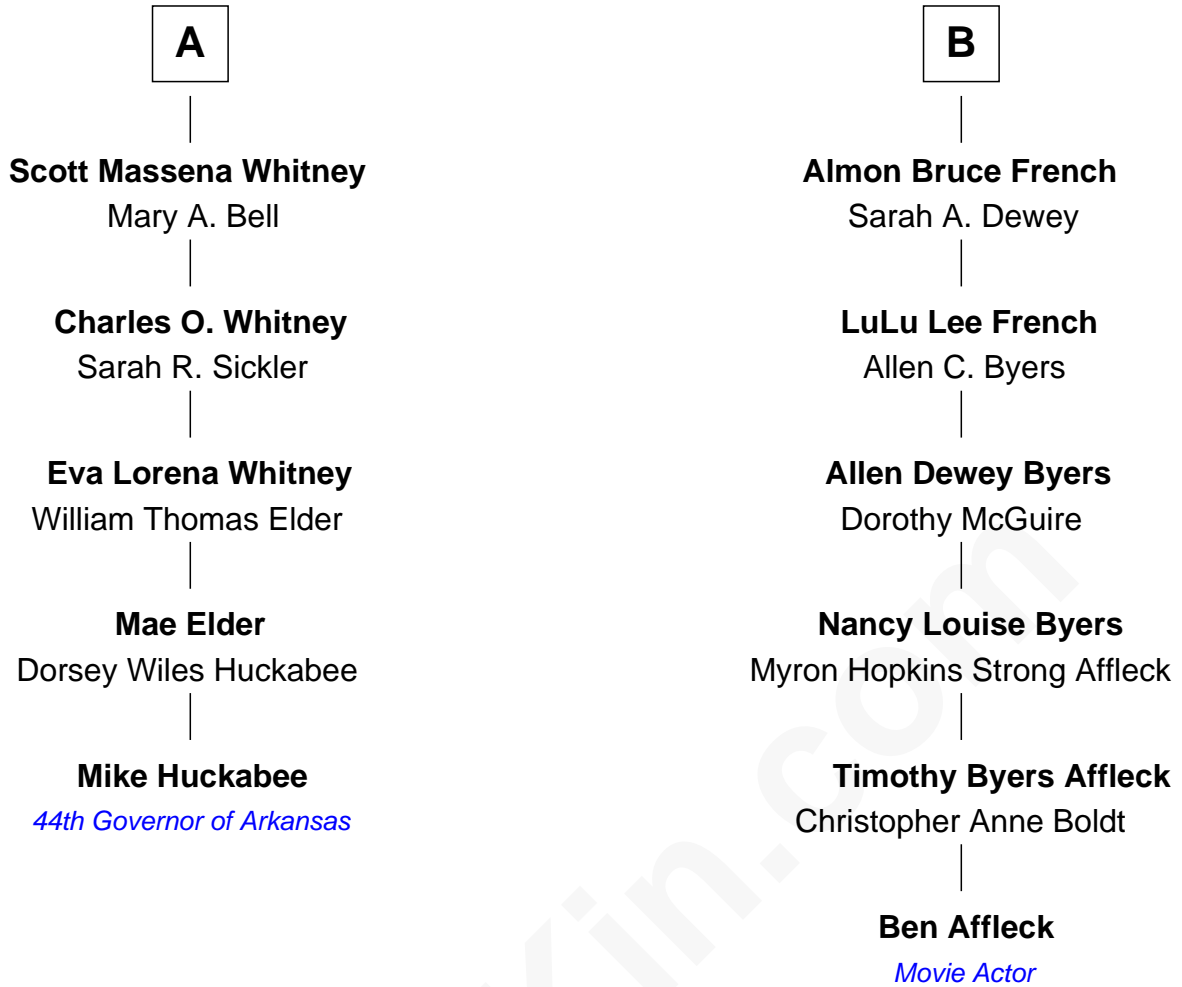 A
Scott Massena Whitney
Mary A. Bell
Charles O. Whitney
Sarah R. Sickler
Eva Lorena Whitney
William Thomas Elder
Mae Elder
Dorsey Wiles Huckabee
Mike Huckabee
44th Governor of Arkansas
B
Almon Bruce French
Sarah A. Dewey
LuLu Lee French
Allen C. Byers
Allen Dewey Byers
Dorothy McGuire
Nancy Louise Byers
Myron Hopkins Strong Affleck
Timothy Byers Affleck
Christopher Anne Boldt
Ben Affleck
Movie Actor